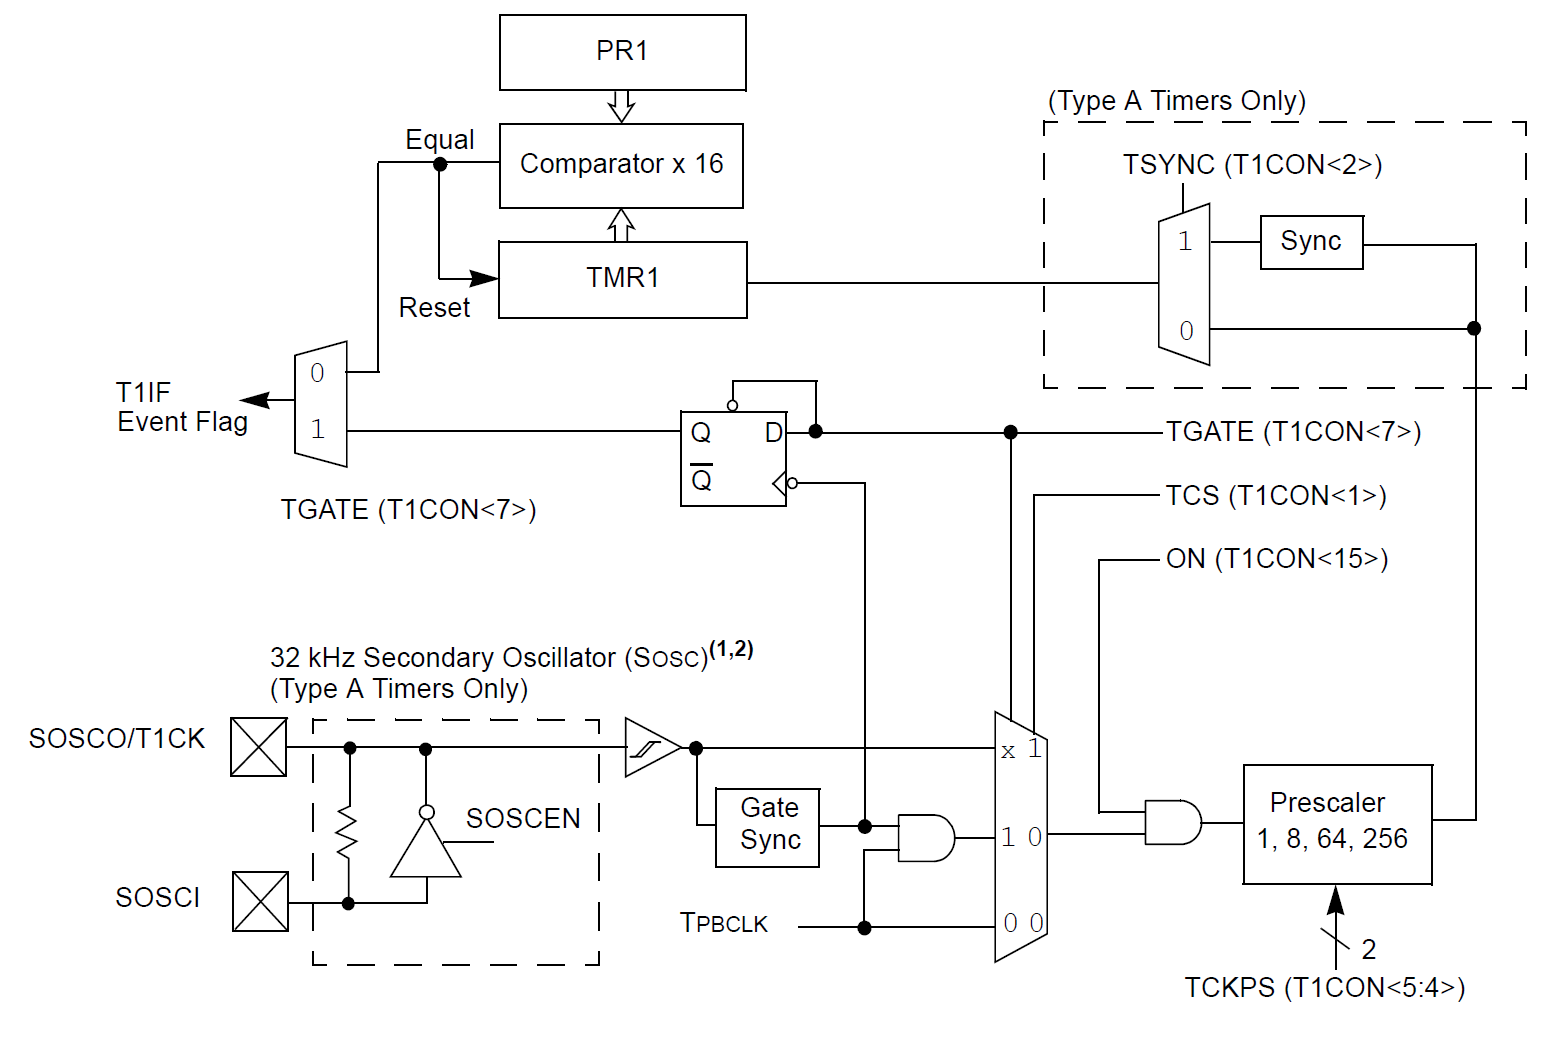 PR1
(Type A Timers Only)
Equal
Comparator x 16
TSYNC (T1CON<2>)
1
Sync
TMR1
Reset
0
0
T1IF
Event Flag
1
Q
D
TGATE (T1CON<7>)
Q
TCS (T1CON<1>)
TGATE (T1CON<7>)
ON (T1CON<15>)
32 kHz Secondary Oscillator (SOSC)(1,2)
(Type A Timers Only)
SOSCO/T1CK
x 1
SOSCEN
Gate
Sync
1 0
Prescaler
1, 8, 64, 256
SOSCI
TPBCLK
0 0
2
TCKPS (T1CON<5:4>)